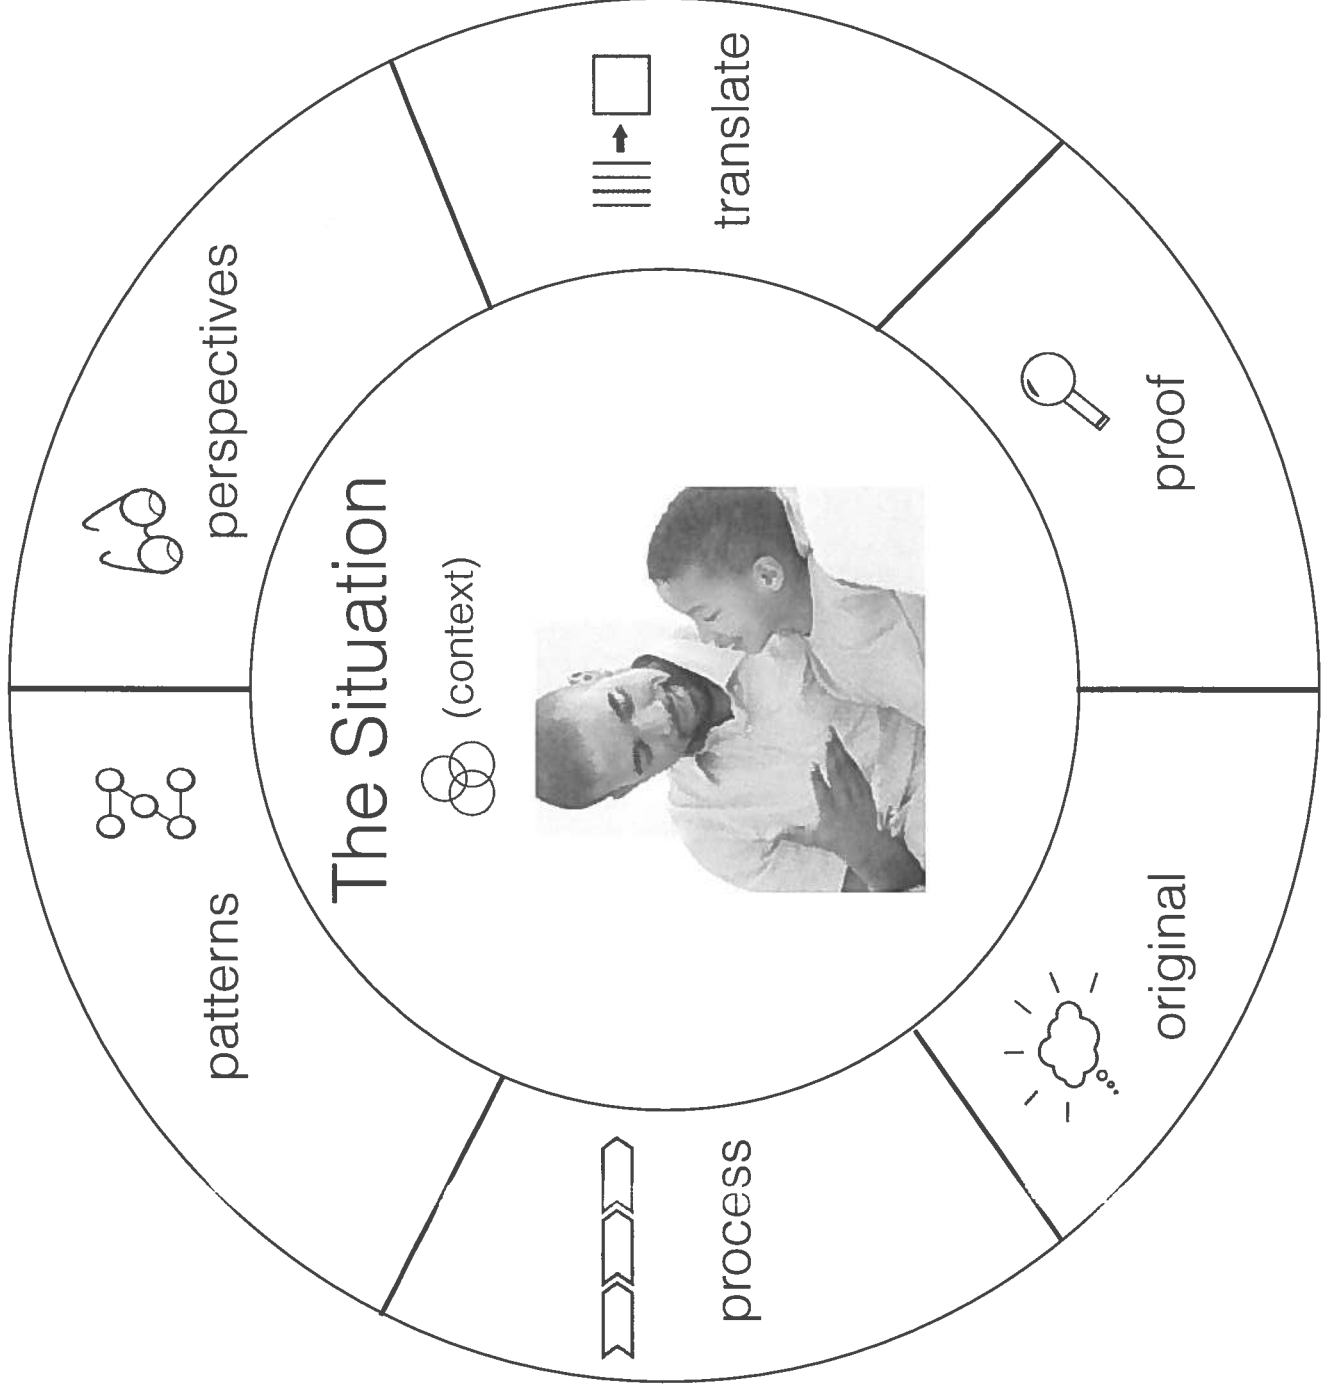 The Situation
(context)
patterns
perspectives
translate
proof
original
process